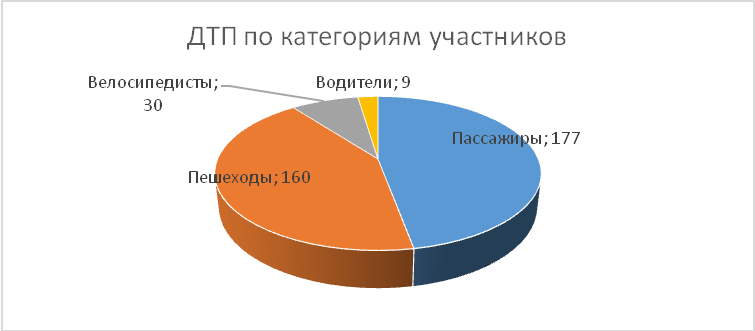 ДТП по категориям участников
Велосипедисты;
30
Водители; 9
Пассажиры; 177
Пешеходы; 160